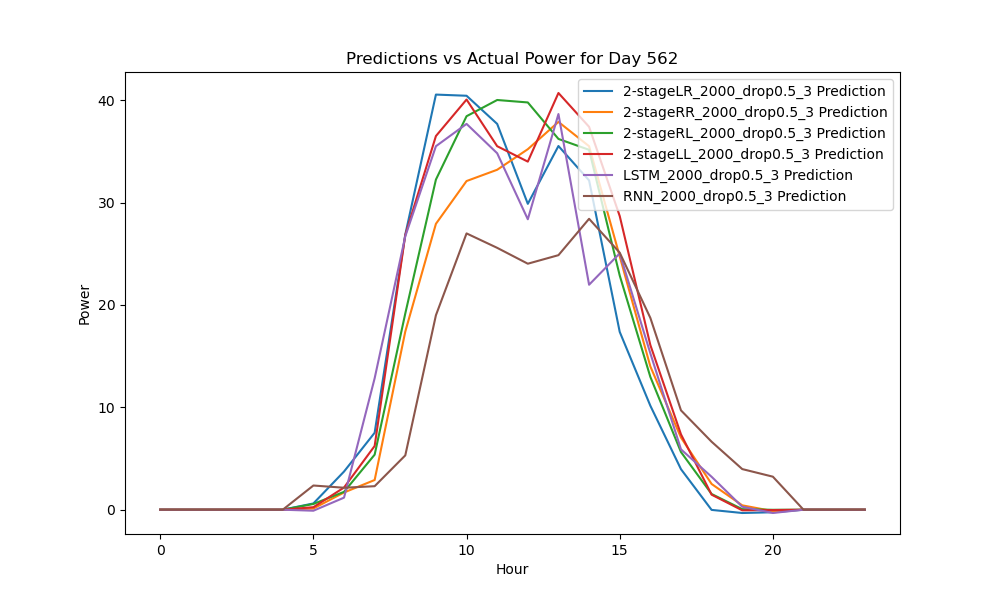 Predictions vs Actual Power for Day 562
2-stageLR_2000_drop0.5_3 Prediction
2-stageRR_2000_drop0.5_3 Prediction
2-stageRL_2000_drop0.5_3 Prediction
2-stageLL_2000_drop0.5_3 Prediction
LSTM_2000_drop0.5_3 Prediction
RNN_2000_drop0.5_3 Prediction
Power
40
30
20
10
0
0 5 10 15 20
Hour